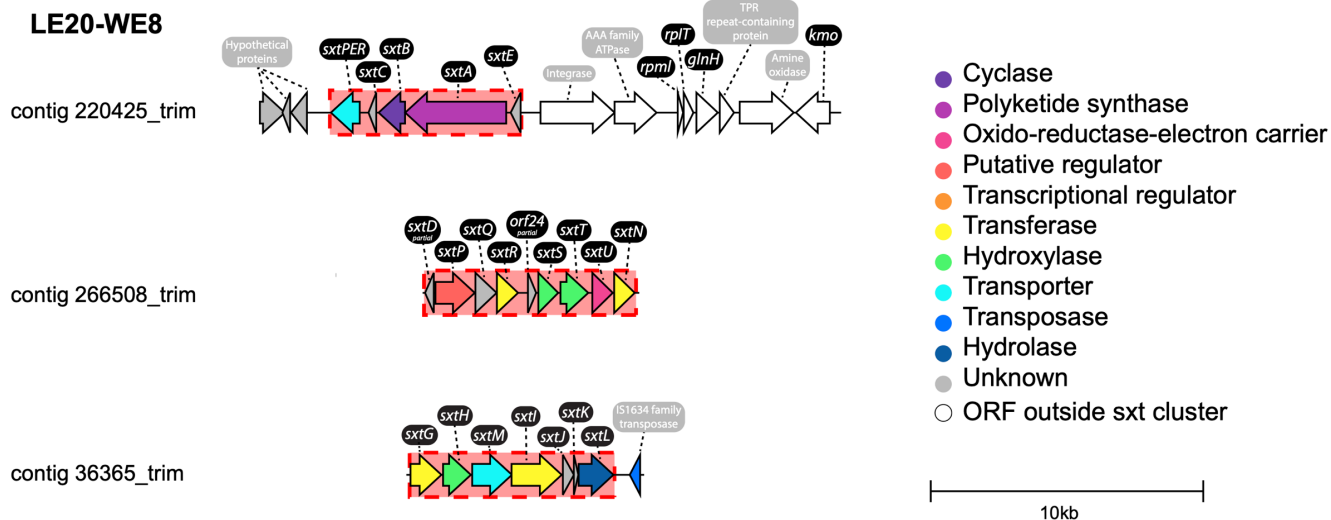 LE20-WE8
Hypothetical
proteins
sxtPER
sxtC
sxtB
sxtA
sxtE
Integrase
AAA family
ATPase
rpmI
rplT
glnH
TPR
repeat-containing
protein
Amine
oxidase
kmo
contig 220425_trim
sxtD
partial
sxtP
sxtQ
sxtR
orf24
partial
sxtS
sxtT
sxtU
sxtN
contig 266508_trim
sxtG
sxtH
sxtM
sxtI
sxtJ
sxtK
sxtL
IS1634 family
transposase
contig 36365_trim
Cyclase
Polyketide synthase
Oxido-reductase-electron carrier
Putative regulator
Transcriptional regulator
Transferase
Hydroxylase
Transporter
Transposase
Hydrolase
Unknown
ORF outside sxt cluster
10kb